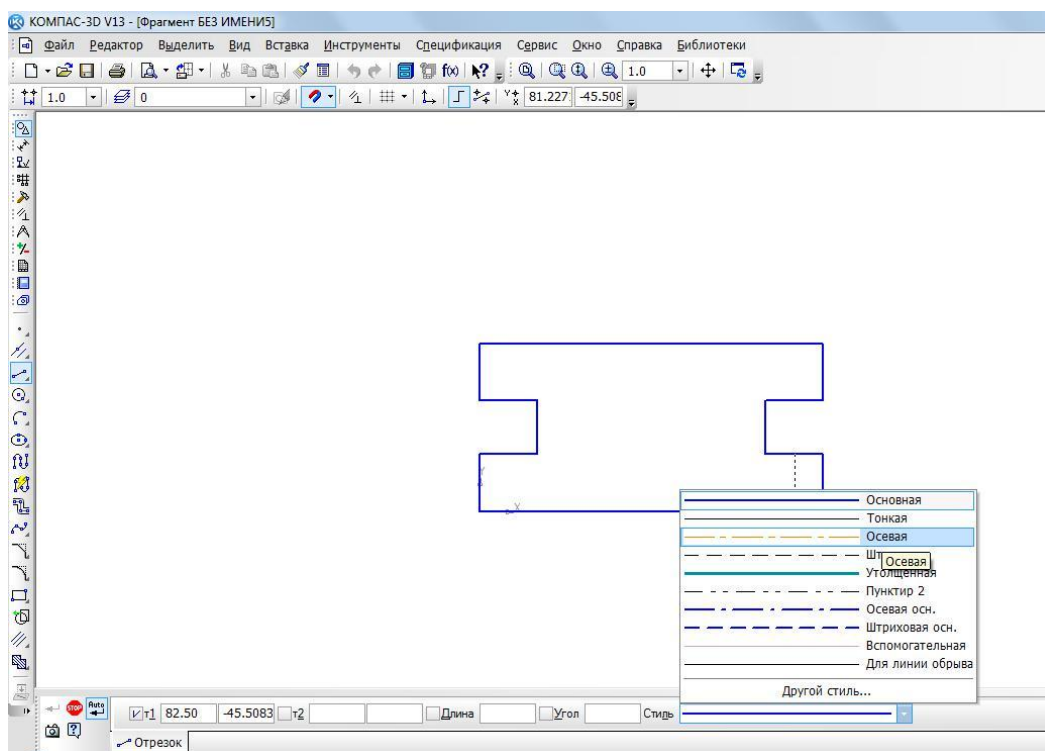 КОМПАС-3D V13 - [Фрагмент БЕЗ ИМЕНИ5]
Файл Редактор Выделить Вид Вставка Инструменты Спецификация Сервис Окно Справка Библиотеки
f(x) 1.0
1.0 0 Y X 81.227 -45.508
Y
X
Основная
Тонкая
Осевая
Шт
Осевая
Утолщенная
Пунктир 2
Осевая осн.
Штриховая осн.
Вспомогательная
Для линии обрыва
Другой стиль...
STOP Auto т1 82.50 -45.5083 т2 Длина Угол Стиль
Отрезок